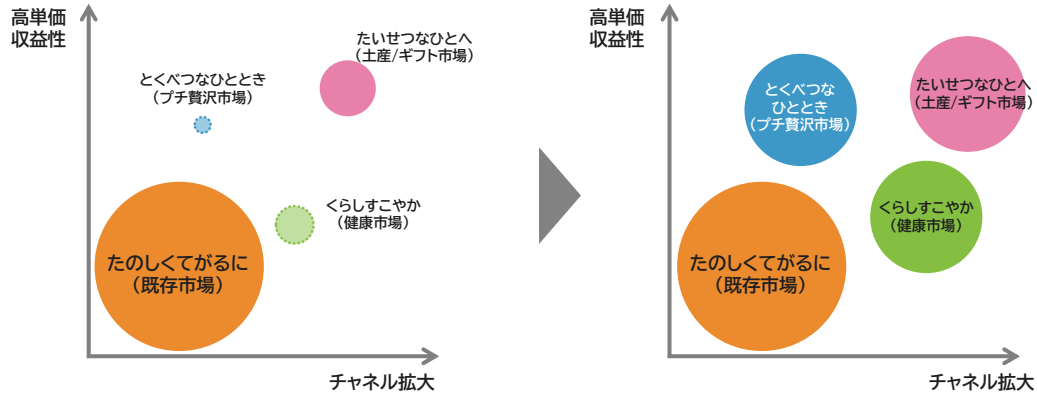 高単価
収益性
たいせつなひとへ
（土産/ギフト市場）
とくべつなひととき
（プチ贅沢市場）
くらしすこやか
（健康市場）
たのしくてがるに
（既存市場）
チャネル拡大
高単価
収益性
とくべつな
ひととき
（プチ贅沢市場）
たいせつなひとへ
（土産/ギフト市場）
くらしすこやか
（健康市場）
たのしくてがるに
（既存市場）
チャネル拡大